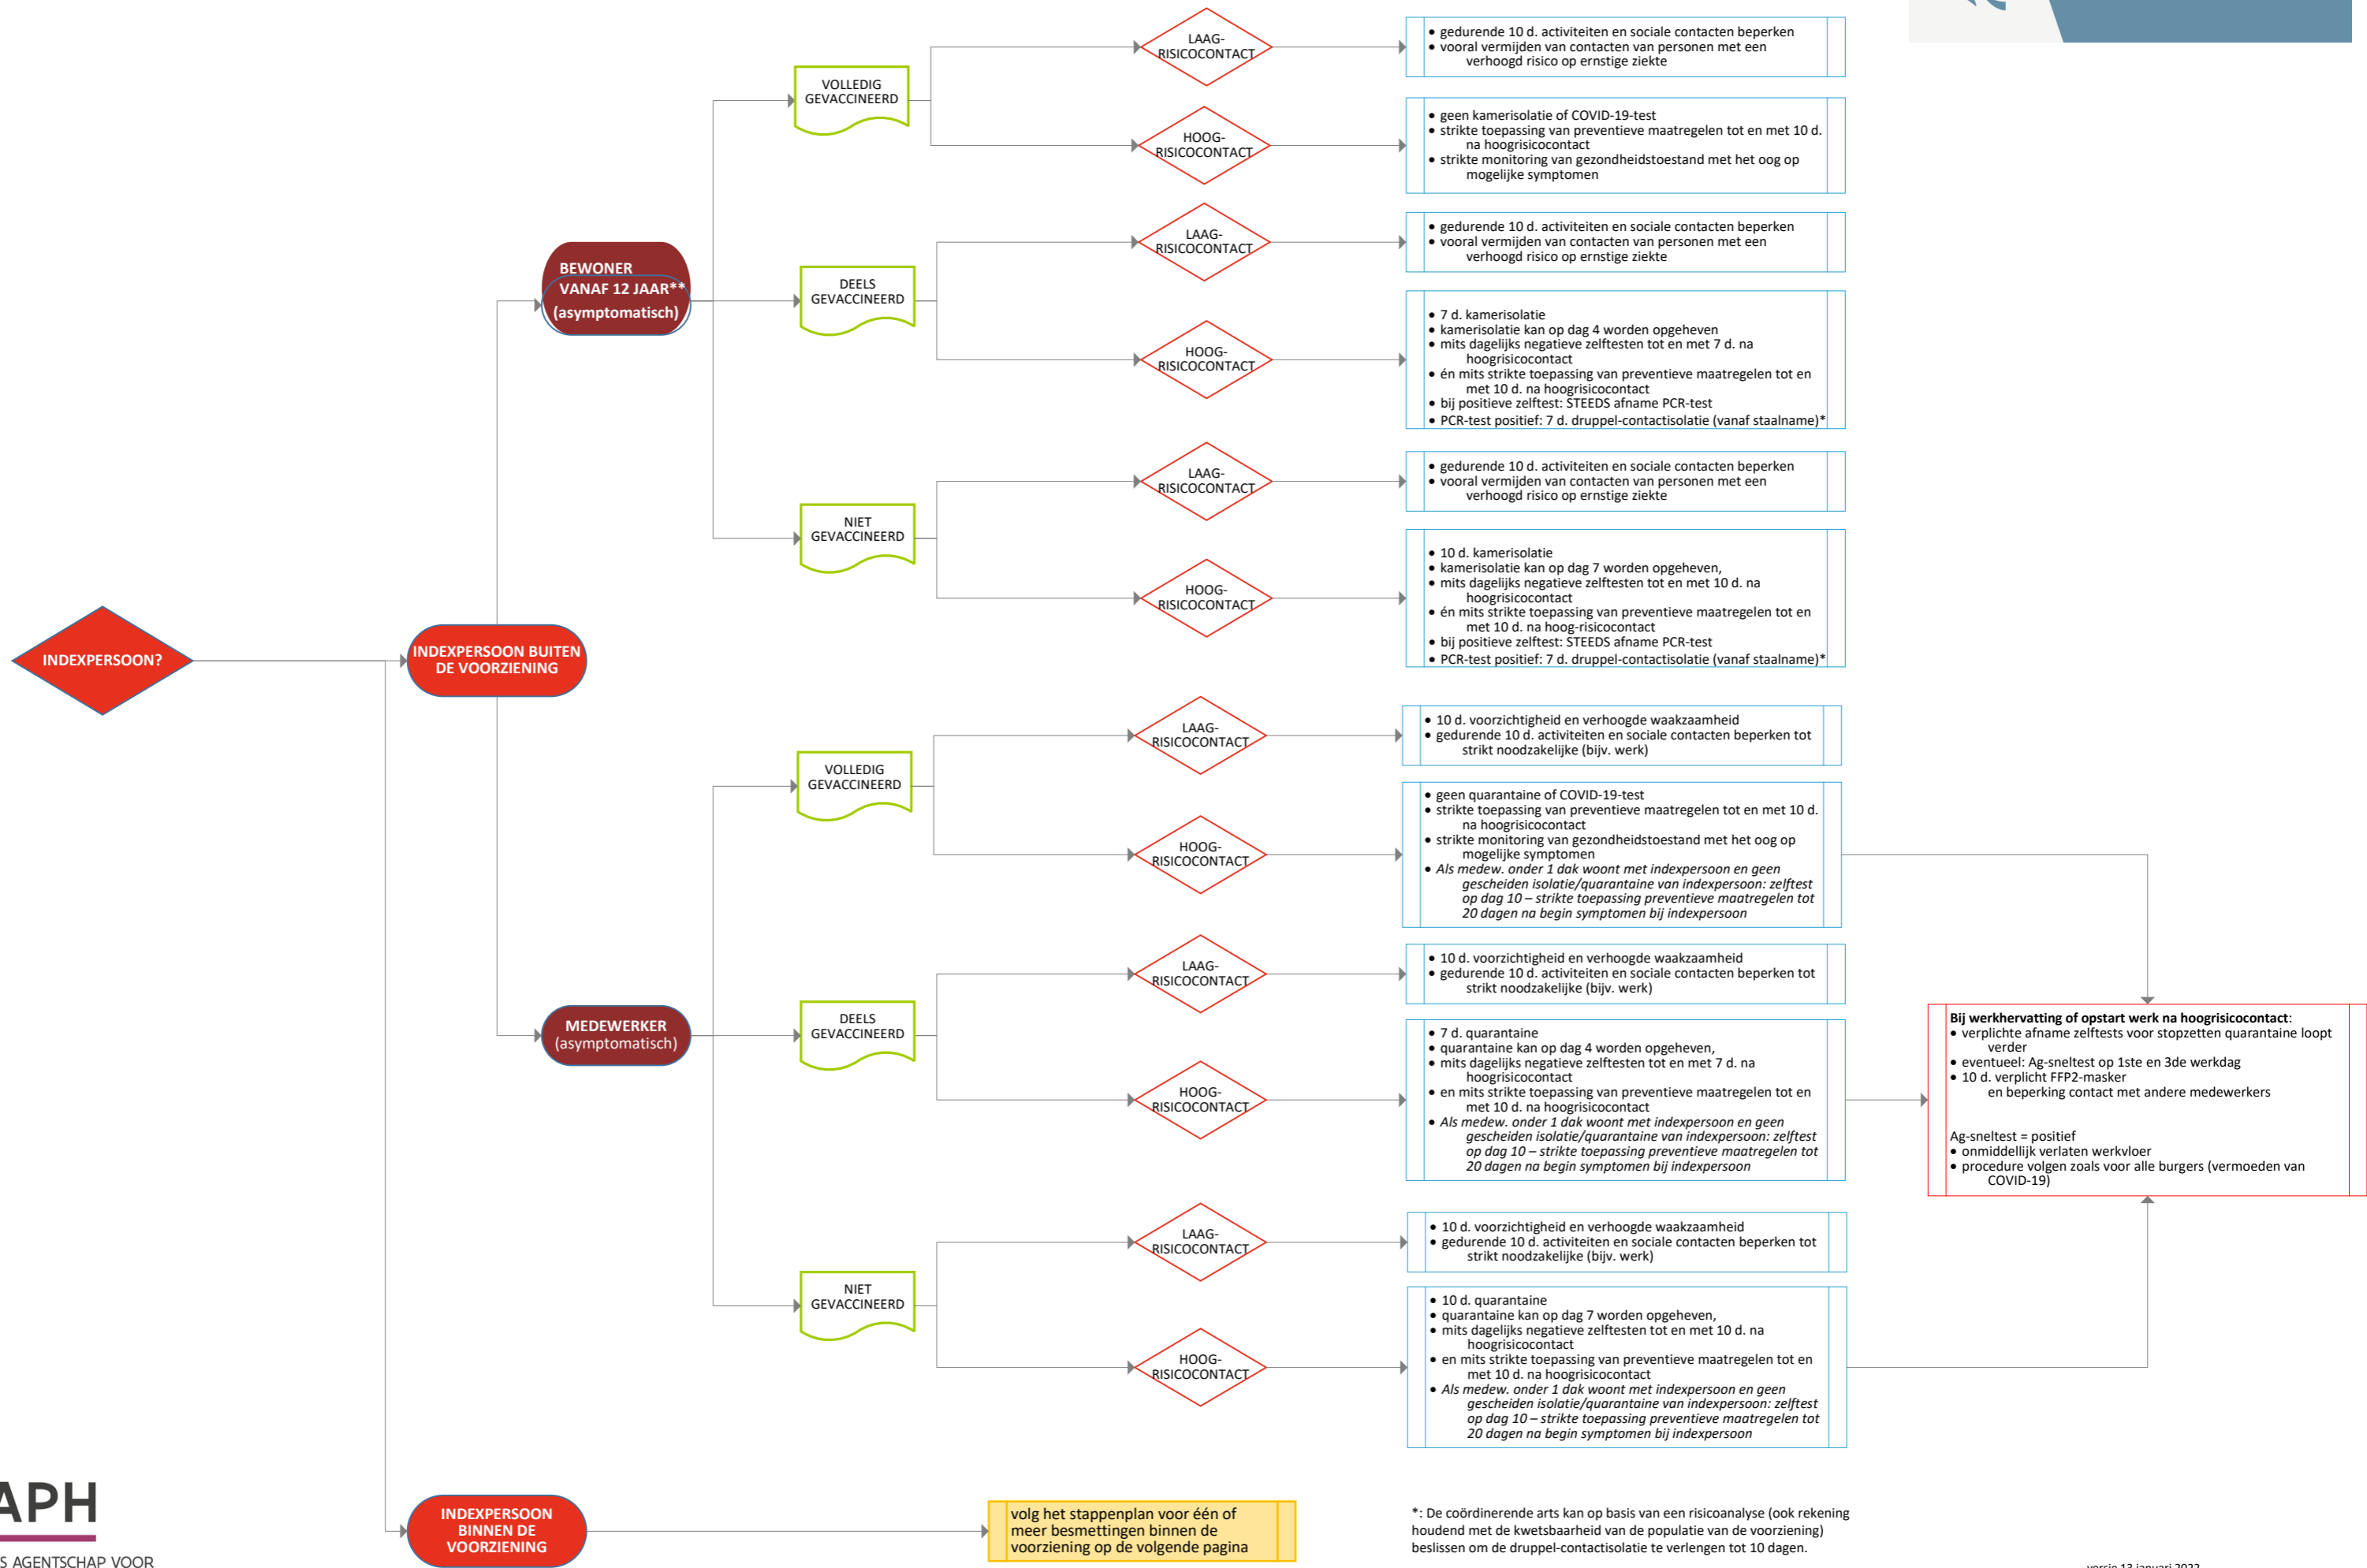 LAAG-
RISICOCONTACT
• gedurende 10 d. activiteiten en sociale contacten beperken
• vooral vermijden van contacten van personen met een
verhoogd risico op ernstige ziekte
VOLLEDIG
GEVACCINEERD
HOOG-
RISICOCONTACT
• geen kamerisolatie of COVID-19-test
• strikte toepassing van preventieve maatregelen tot en met 10 d.
na hoogrisicocontact
• strikte monitoring van gezondheidstoestand met het oog op
mogelijke symptomen
LAAG-
RISICOCONTACT
• gedurende 10 d. activiteiten en sociale contacten beperken
• vooral vermijden van contacten van personen met een
verhoogd risico op ernstige ziekte
BEWONER
VANAF 12 JAAR**
(asymptomatisch)
DEELS
GEVACCINEERD
HOOG-
RISICOCONTACT
• 7 d. kamerisolatie
• kamerisolatie kan op dag 4 worden opgeheven
• mits dagelijks negatieve zelftesten tot en met 7 d. na
hoogrisicocontact
• én mits strikte toepassing van preventieve maatregelen tot en
met 10 d. na hoogrisicocontact
• bij positieve zelftest: STEEDS afname PCR-test
• PCR-test positief: 7 d. druppel-contactisolatie (vanaf staalname)*
LAAG-
RISICOCONTACT
• gedurende 10 d. activiteiten en sociale contacten beperken
• vooral vermijden van contacten van personen met een
verhoogd risico op ernstige ziekte
NIET
GEVACCINEERD
HOOG-
RISICOCONTACT
• 10 d. kamerisolatie
• kamerisolatie kan op dag 7 worden opgeheven,
• mits dagelijks negatieve zelftesten tot en met 10 d. na
hoogrisicocontact
• én mits strikte toepassing van preventieve maatregelen tot en
met 10 d. na hoog-risicocontact
• bij positieve zelftest: STEEDS afname PCR-test
• PCR-test positief: 7 d. druppel-contactisolatie (vanaf staalname)*
INDEXPERSOON?
INDEXPERSOON BUITEN
DE VOORZIENING
LAAG-
RISICOCONTACT
• 10 d. voorzichtigheid en verhoogde waakzaamheid
• gedurende 10 d. activiteiten en sociale contacten beperken tot
strikt noodzakelijke (bijv. werk)
VOLLEDIG
GEVACCINEERD
HOOG-
RISICOCONTACT
• geen quarantaine of COVID-19-test
• strikte toepassing van preventieve maatregelen tot en met 10 d.
na hoogrisicocontact
• strikte monitoring van gezondheidstoestand met het oog op
mogelijke symptomen
• Als medew. onder 1 dak woont met indexpersoon en geen
gescheiden isolatie/quarantaine van indexpersoon: zelftest
op dag 10 – strikte toepassing preventieve maatregelen tot
20 dagen na begin symptomen bij indexpersoon
LAAG-
RISICOCONTACT
• 10 d. voorzichtigheid en verhoogde waakzaamheid
• gedurende 10 d. activiteiten en sociale contacten beperken tot
strikt noodzakelijke (bijv. werk)
MEDEWERKER
(asymptomatisch)
DEELS
GEVACCINEERD
HOOG-
RISICOCONTACT
• 7 d. quarantaine
• quarantaine kan op dag 4 worden opgeheven,
• mits dagelijks negatieve zelftesten tot en met 7 d. na
hoogrisicocontact
• en mits strikte toepassing van preventieve maatregelen tot en
met 10 d. na hoogrisicocontact
• Als medew. onder 1 dak woont met indexpersoon en geen
gescheiden isolatie/quarantaine van indexpersoon: zelftest
op dag 10 – strikte toepassing preventieve maatregelen tot
20 dagen na begin symptomen bij indexpersoon
Bij werkhervatting of opstart werk na hoogrisicocontact:
• verplichte afname zelftests voor stopzetten quarantaine loopt
verder
• eventueel: Ag-sneltest op 1ste en 3de werkdag
• 10 d. verplicht FFP2-masker
en beperking contact met andere medewerkers
Ag-sneltest = positief
• onmiddellijk verlaten werkvloer
• procedure volgen zoals voor alle burgers (vermoeden van
COVID-19)
LAAG-
RISICOCONTACT
• 10 d. voorzichtigheid en verhoogde waakzaamheid
• gedurende 10 d. activiteiten en sociale contacten beperken tot
strikt noodzakelijke (bijv. werk)
NIET
GEVACCINEERD
HOOG-
RISICOCONTACT
• 10 d. quarantaine
• quarantaine kan op dag 7 worden opgeheven,
• mits dagelijks negatieve zelftesten tot en met 10 d. na
hoogrisicocontact
• en mits strikte toepassing van preventieve maatregelen tot en
met 10 d. na hoogrisicocontact
• Als medew. onder 1 dak woont met indexpersoon en geen
gescheiden isolatie/quarantaine van indexpersoon: zelftest
op dag 10 – strikte toepassing preventieve maatregelen tot
20 dagen na begin symptomen bij indexpersoon
APH
S AGENTSCHAP VOOR
INDEXPERSOON
BINNEN DE
VOORZIENING
volg het stappenplan voor één of
meer besmettingen binnen de
voorziening op de volgende pagina
*: De coördinerende arts kan op basis van een risicoanalyse (ook rekening
houdend met de kwetsbaarheid van de populatie van de voorziening)
beslissen om de druppel-contactisolatie te verlengen tot 10 dagen.
versie 13 januari 2022